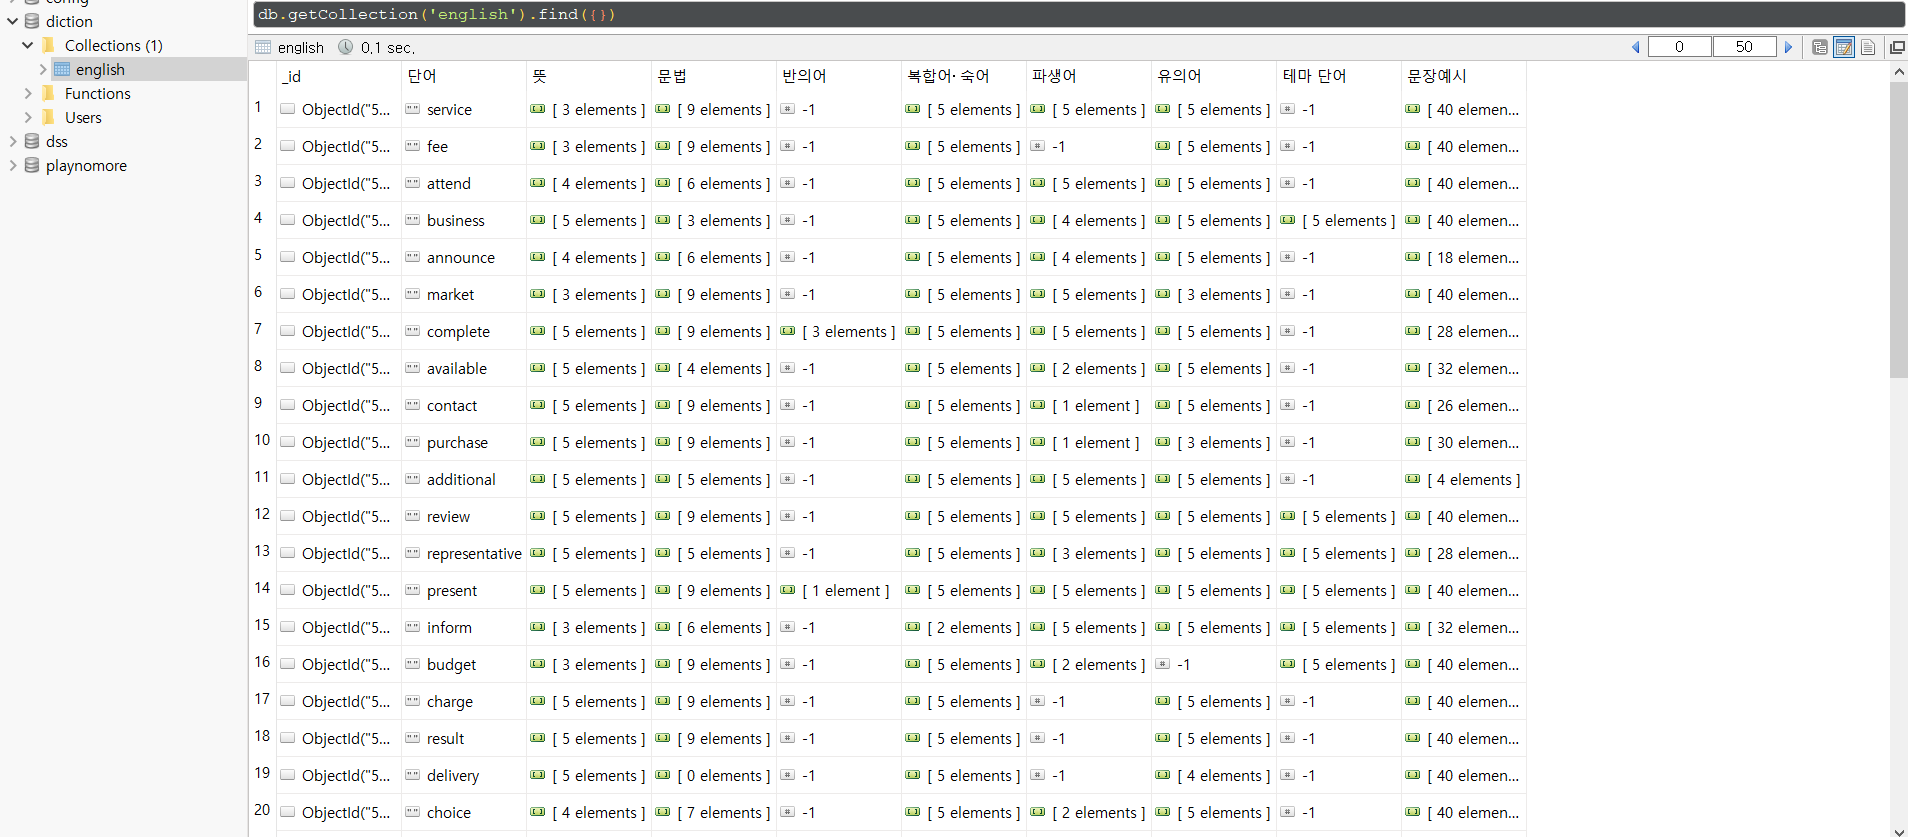 config
diction
Collections (1)
english
Functions
Users
dss
playnomore
db.getCollection('english').find({})
english 0,1 sec, 0 50
_id 단어 뜻 문법 반의어 복합어· 숙어 파생어 유의어 테마 단어 문장예시
1 ObjectId("5... service [ 3 elements ] [ 9 elements ] -1 [ 5 elements ] [ 5 elements ] [ 5 elements ] -1 [ 40 elemen...
2 ObjectId("5... fee [ 3 elements ] [ 9 elements ] -1 [ 5 elements ] -1 [ 5 elements ] -1 [ 40 elemen...
3 ObjectId("5... attend [ 4 elements ] [ 6 elements ] -1 [ 5 elements ] [ 5 elements ] [ 5 elements ] -1 [ 40 elemen...
4 ObjectId("5... business [ 5 elements ] [ 3 elements ] -1 [ 5 elements ] [ 4 elements ] [ 5 elements ] [ 5 elements ] [ 40 elemen...
5 ObjectId("5... announce [ 4 elements ] [ 6 elements ] -1 [ 5 elements ] [ 4 elements ] [ 5 elements ] -1 [ 18 elemen...
6 ObjectId("5... market [ 3 elements ] [ 9 elements ] -1 [ 5 elements ] [ 5 elements ] [ 3 elements ] -1 [ 40 elemen...
7 ObjectId("5... complete [ 5 elements ] [ 9 elements ] [ 3 elements ] [ 5 elements ] [ 5 elements ] [ 5 elements ] -1 [ 28 elemen...
8 ObjectId("5... available [ 5 elements ] [ 4 elements ] -1 [ 5 elements ] [ 2 elements ] [ 5 elements ] -1 [ 32 elemen...
9 ObjectId("5... contact [ 5 elements ] [ 9 elements ] -1 [ 5 elements ] [ 1 element ] [ 5 elements ] -1 [ 26 elemen...
10 ObjectId("5... purchase [ 5 elements ] [ 9 elements ] -1 [ 5 elements ] [ 1 element ] [ 3 elements ] -1 [ 30 elemen...
11 ObjectId("5... additional [ 5 elements ] [ 5 elements ] -1 [ 5 elements ] [ 5 elements ] [ 5 elements ] -1 [ 4 elements ]
12 ObjectId("5... review [ 5 elements ] [ 9 elements ] -1 [ 5 elements ] [ 5 elements ] [ 5 elements ] [ 5 elements ] [ 40 elemen...
13 ObjectId("5... representative [ 5 elements ] [ 5 elements ] -1 [ 5 elements ] [ 3 elements ] [ 5 elements ] [ 5 elements ] [ 28 elemen...
14 ObjectId("5... present [ 5 elements ] [ 9 elements ] [ 1 element ] [ 5 elements ] [ 5 elements ] [ 5 elements ] [ 5 elements ] [ 40 elemen...
15 ObjectId("5... inform [ 3 elements ] [ 6 elements ] -1 [ 2 elements ] [ 5 elements ] [ 5 elements ] [ 5 elements ] [ 32 elemen...
16 ObjectId("5... budget [ 3 elements ] [ 9 elements ] -1 [ 5 elements ] [ 2 elements ] -1 [ 5 elements ] [ 40 elemen...
17 ObjectId("5... charge [ 5 elements ] [ 9 elements ] -1 [ 5 elements ] -1 [ 5 elements ] -1 [ 40 elemen...
18 ObjectId("5... result [ 5 elements ] [ 9 elements ] -1 [ 5 elements ] -1 [ 5 elements ] -1 [ 40 elemen...
19 ObjectId("5... delivery [ 5 elements ] [ 0 elements ] -1 [ 5 elements ] -1 [ 4 elements ] -1 [ 40 elemen...
20 ObjectId("5... choice [ 4 elements ] [ 7 elements ] -1 [ 5 elements ] [ 2 elements ] [ 5 elements ] -1 [ 40 elemen...